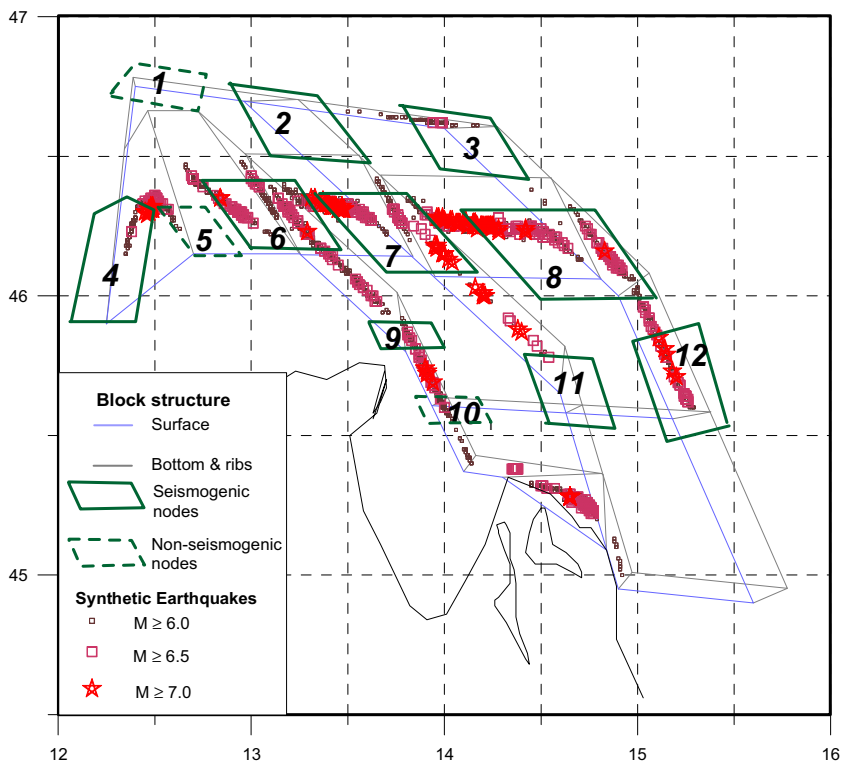 47
1
2
3
4
5
6
7
8
46
9
10
11
12
Block structure
Surface
Bottom & ribs
Seismogenic
nodes
Non-seismogenic
nodes
45
Synthetic Earthquakes
M ≥ 6.0
M ≥ 6.5
M ≥ 7.0
12
13
14
15
16